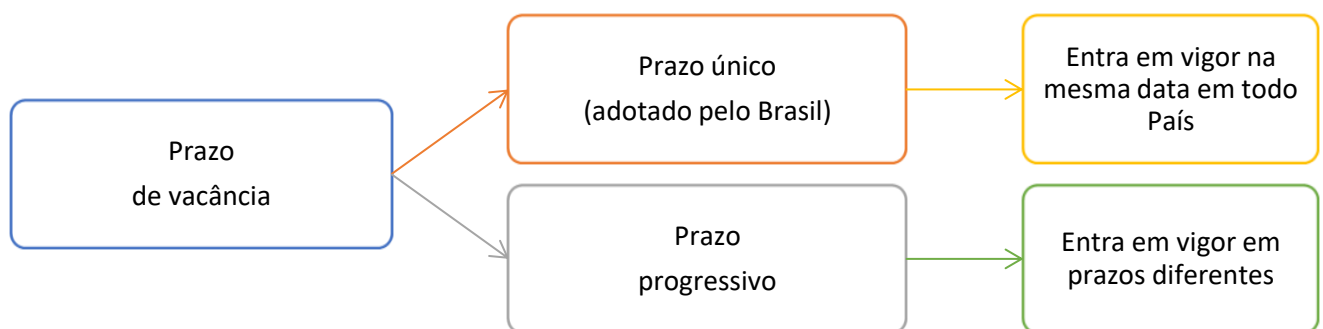 Prazo
de vacância
Prazo único
(adotado pelo Brasil)
Entra em vigor na
mesma data em todo
País
Prazo
progressivo
Entra em vigor em
prazos diferentes